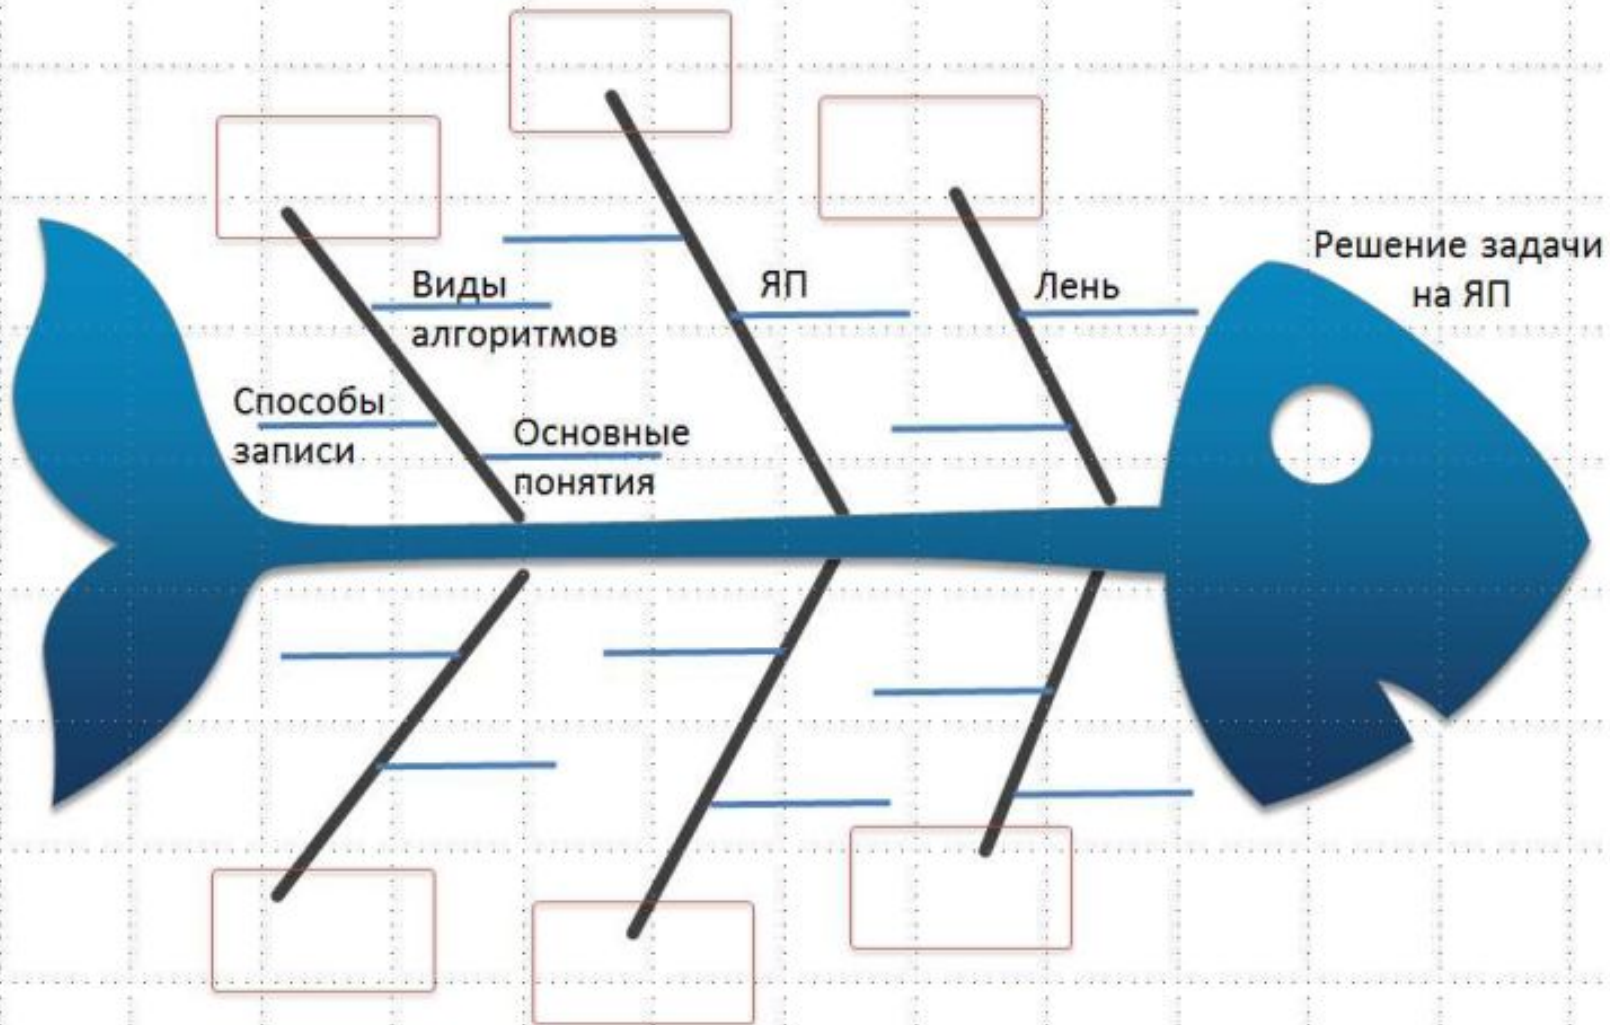 Решение задачи
на ЯП
Виды
алгоритмов
ЯП
Лень
Способы
записи
Основные
понятия